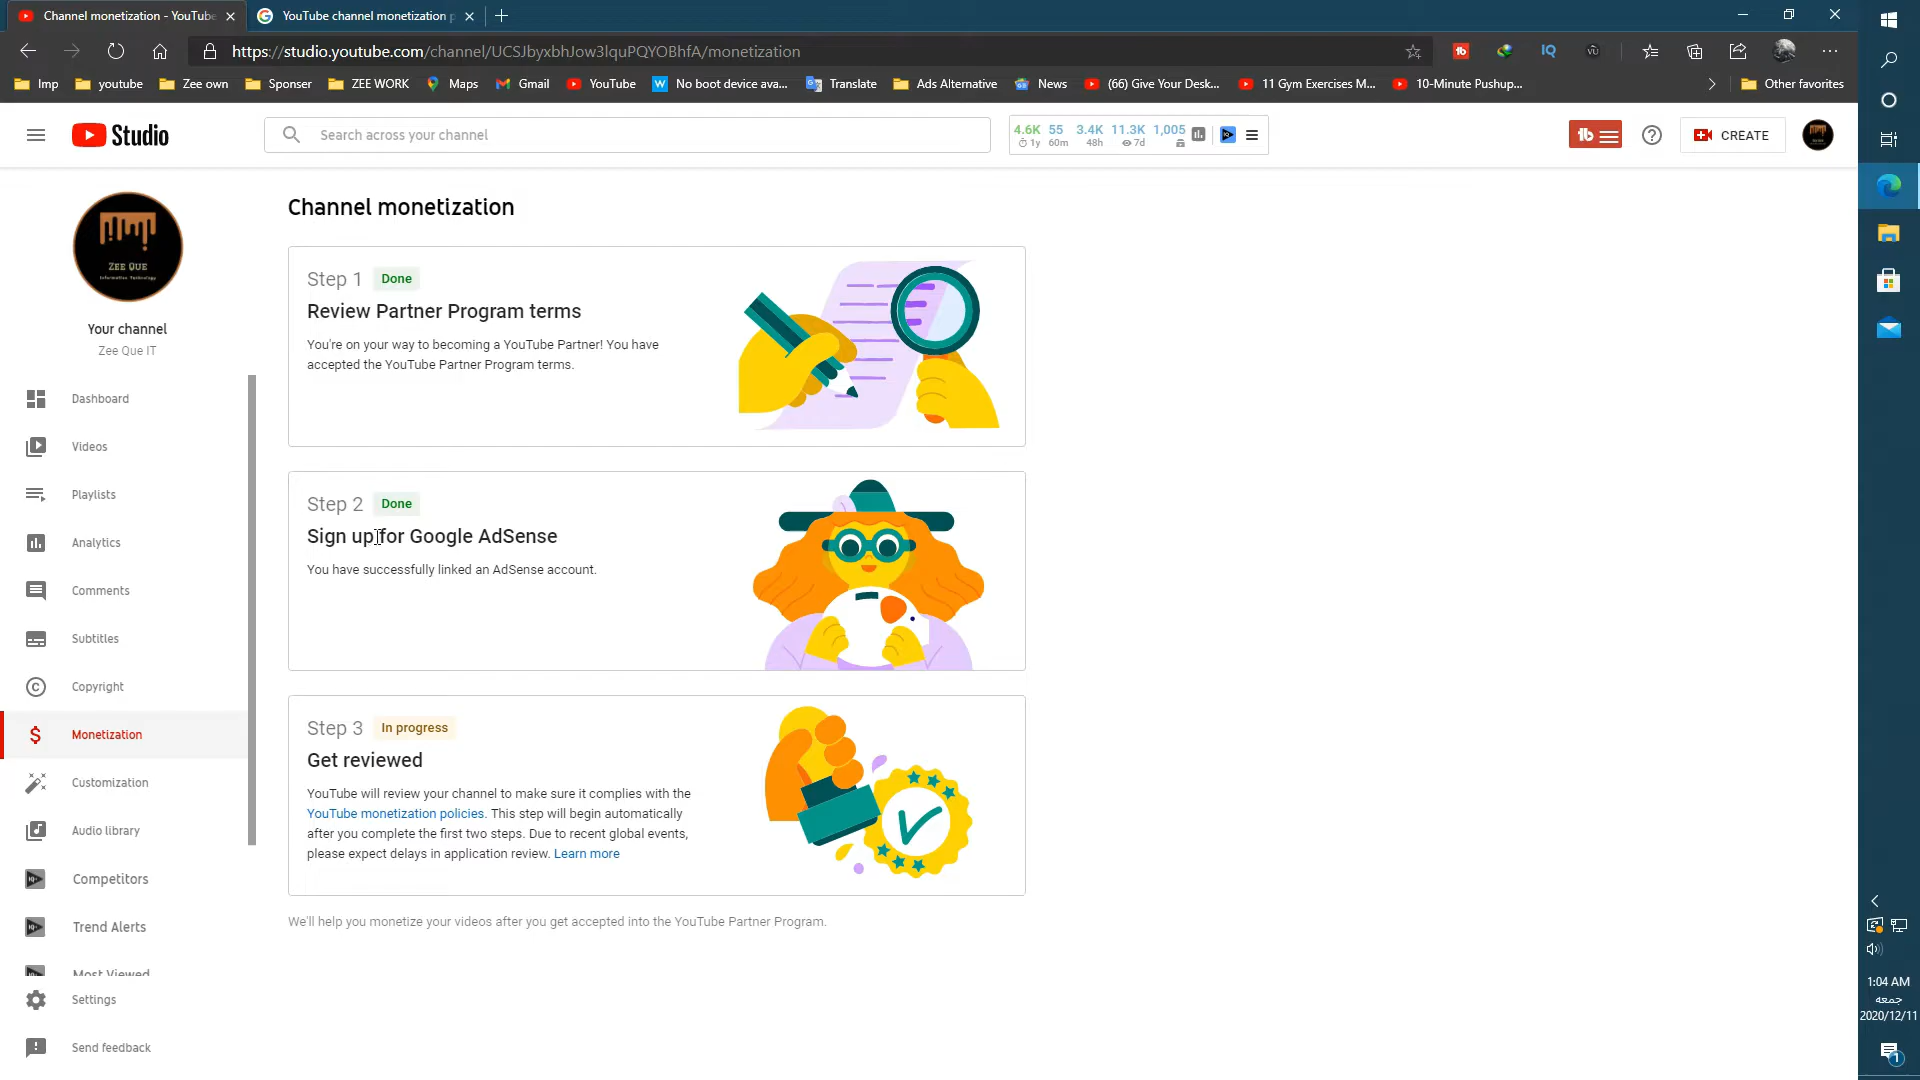 Channel monetization - YouTube
YouTube channel monetization p
https://studio.youtube.com/channel/UCSJbyxbhJow3lquPQYOBhfA/monetization
Imp
youtube
Zee own
Sponser
ZEE WORK
Maps
Gmail
YouTube
No boot device ava...
Translate
Ads Alternative
News
(66) Give Your Desk...
11 Gym Exercises M...
10-Minute Pushup...
Other favorites
Studio
Search across your channel
4.6K 55 3.4K 11.3K 1,005
1y 60m 48h 7d
CREATE
ZEE QUE
Information Technology
Your channel
Zee Que IT
Dashboard
Videos
Playlists
Analytics
Comments
Subtitles
Copyright
Monetization
Customization
Audio library
Competitors
Trend Alerts
Most Viewed
Settings
Send feedback
Channel monetization
Step 1 Done
Review Partner Program terms
You're on your way to becoming a YouTube Partner! You have
accepted the YouTube Partner Program terms.
Step 2 Done
Sign up for Google AdSense
You have successfully linked an AdSense account.
Step 3 In progress
Get reviewed
YouTube will review your channel to make sure it complies with the
YouTube monetization policies. This step will begin automatically
after you complete the first two steps. Due to recent global events,
please expect delays in application review. Learn more
We'll help you monetize your videos after you get accepted into the YouTube Partner Program.
1:04 AM
جمعه
2020/12/11
1